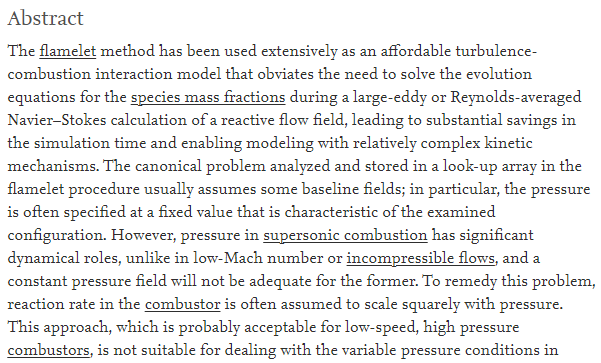 Abstract
The flamelet method has been used extensively as an affordable turbulence-
combustion interaction model that obviates the need to solve the evolution
equations for the species mass fractions during a large-eddy or Reynolds-averaged
Navier–Stokes calculation of a reactive flow field, leading to substantial savings in
the simulation time and enabling modeling with relatively complex kinetic
mechanisms. The canonical problem analyzed and stored in a look-up array in the
flamelet procedure usually assumes some baseline fields; in particular, the pressure
is often specified at a fixed value that is characteristic of the examined
configuration. However, pressure in supersonic combustion has significant
dynamical roles, unlike in low-Mach number or incompressible flows, and a
constant pressure field will not be adequate for the former. To remedy this problem,
reaction rate in the combustor is often assumed to scale squarely with pressure.
This approach, which is probably acceptable for low-speed, high pressure
combustors, is not suitable for dealing with the variable pressure conditions in